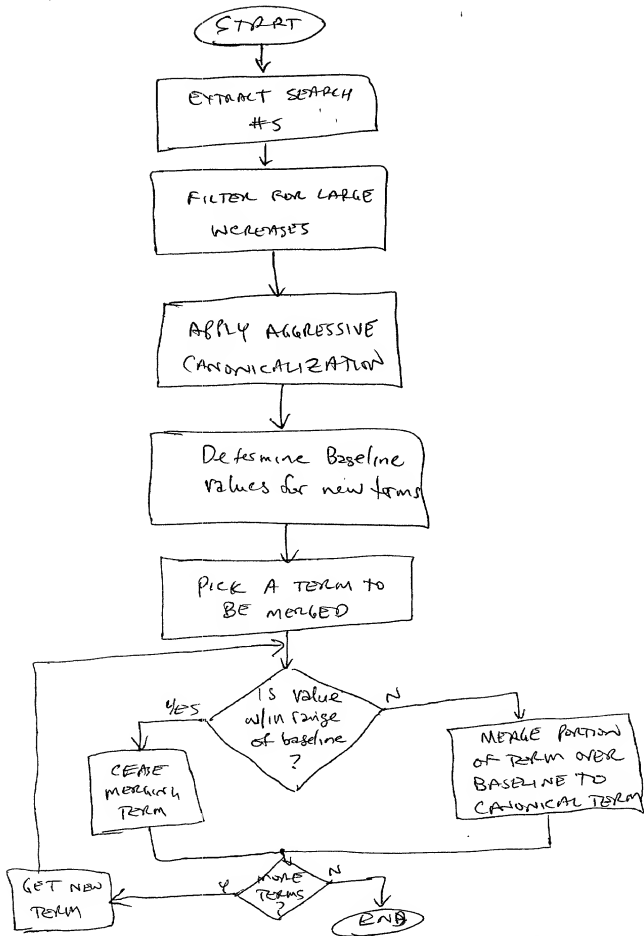 START
EXTRACT SEARCH
#S
FILTER FOR LARGE
INCREASES
APPLY AGGRESSIVE
CANONICALIZATION
Determine Baseline
values for new terms
PICK A TERM TO
BE MERGED
Is value
w/in range
of baseline
?
YES
N
CEASE
MERGING
TERM
MERGE PORTION
OF TERM OVER
BASELINE TO
CANONICAL TERM
MORE
TERMS
?
Y
N
GET NEW
TERM
END